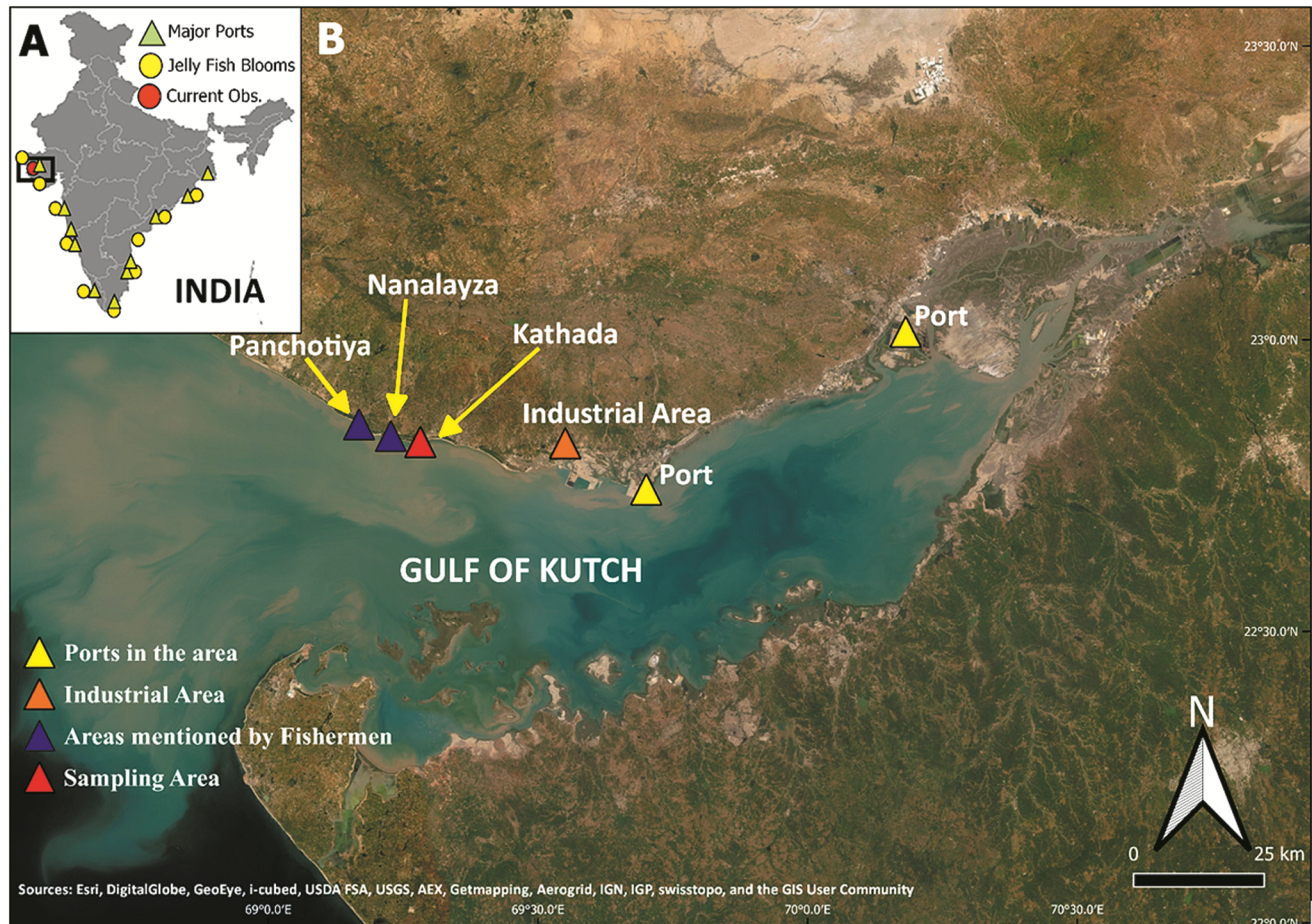 A
Major Ports
Jelly Fish Blooms
Current Obs.
INDIA
B
23°30.0'N
Nanalayza
Panchotiya
Kathada
Port
23°0.0'N
Industrial Area
Port
GULF OF KUTCH
22°30.0'N
Ports in the area
Industrial Area
Areas mentioned by Fishermen
Sampling Area
N
0 25 km
Sources: Esri, DigitalGlobe, GeoEye, i-cubed, USDA FSA, USGS, AEX, Getmapping, Aerogrid, IGN, IGP, swisstopo, and the GIS User Community
69°0.0'E 69°30.0'E 70°0.0'E 70°30.0'E
22°0.0'N